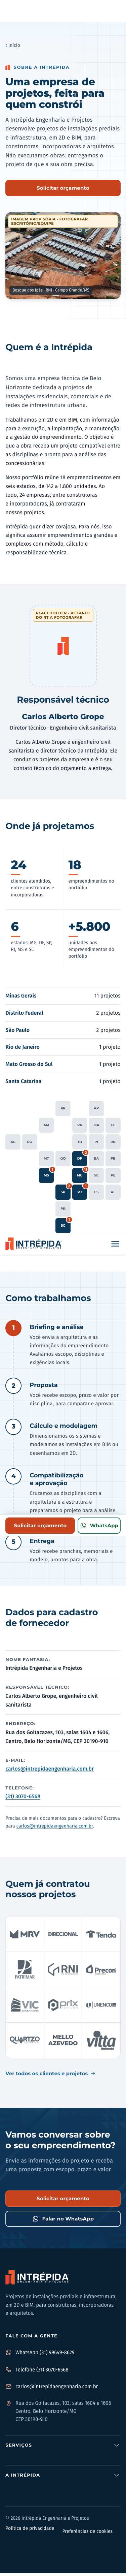 ‹ Início
SOBRE A INTRÉPIDA
Uma empresa de
projetos, feita para
quem constrói
A Intrépida Engenharia e Projetos
desenvolve projetos de instalações prediais
e infraestrutura, em 2D e BIM, para
construtoras, incorporadoras e arquitetos.
Não executamos obras: entregamos o
projeto de que a sua obra precisa.
Solicitar orçamento
IMAGEM PROVISÓRIA · FOTOGRAFAR
ESCRITÓRIO/EQUIPE
Bosque dos Ipês · RNI · Campo Grande/MS
Quem é a Intrépida
Somos uma empresa técnica de Belo
Horizonte dedicada a projetos de
instalações residenciais, comerciais e de
redes de infraestrutura urbana.
Trabalhamos em 2D e em BIM, com informação
para a execução, a implantação, a manutenção
e a gestão do empreendimento. O objetivo é
que a obra receba um projeto compatível entre
as disciplinas e pronto para a análise das
concessionárias.
Nosso portfólio reúne 18 empreendimentos em
seis estados, de 142 a 1.800 unidades. Ao
todo, 24 empresas, entre construtoras
e incorporadoras, já contrataram
nossos projetos.
Intrépida quer dizer corajosa. Para nós, isso
significa assumir empreendimentos grandes e
complexos com método, cálculo e
responsabilidade técnica.
PLACEHOLDER · RETRATO
DO RT A FOTOGRAFAR
Responsável técnico
Carlos Alberto Grope
Diretor técnico · Engenheiro civil sanitarista
Carlos Alberto Grope é engenheiro civil
sanitarista e diretor técnico da Intrépida. Ele
conduz os projetos da empresa e é o seu
contato técnico do orçamento à entrega.
Onde já projetamos
24
clientes atendidos,
entre construtoras e
incorporadoras
18
empreendimentos no
portfólio
6
estados: MG, DF, SP,
RJ, MS e SC
+5.800
unidades nos
empreendimentos do
portfólio
Minas Gerais 11 projetos
Distrito Federal 2 projetos
São Paulo 2 projetos
Rio de Janeiro 1 projeto
Mato Grosso do Sul 1 projeto
Santa Catarina 1 projeto
RR AP
AM PA MA CE
AC RO TO PI RN
MT GO DF 2 BA PB
MS 1 MG 11 SE PE
SP 2 RJ 1 ES AL
SC 1
INTRÉPIDA
PR
Como trabalhamos
1
Briefing e análise
Você envia a arquitetura e as
informações do empreendimento.
Avaliamos escopo, disciplinas e
exigências locais.
2
Proposta
Você recebe escopo, prazo e valor por
disciplina, para comparar e aprovar.
3
Cálculo e modelagem
Dimensionamos os sistemas e
modelamos as instalações em BIM ou
desenhamos em 2D.
4
Compatibilização
e aprovação
Cruzamos as disciplinas com a
arquitetura e a estrutura e
preparamos o projeto para a análise
Solicitar orçamento
WhatsApp
5
Entrega
Você recebe pranchas, memoriais e
modelo, prontos para a obra.
Dados para cadastro
de fornecedor
NOME FANTASIA:
Intrépida Engenharia e Projetos
RESPONSÁVEL TÉCNICO:
Carlos Alberto Grope, engenheiro civil
sanitarista
ENDEREÇO:
Rua dos Goitacazes, 103, salas 1604 e 1606,
Centro, Belo Horizonte/MG, CEP 30190-910
E-MAIL:
carlos@intrepidaengenharia.com.br
TELEFONE:
(31) 3070-6568
Precisa de mais documentos para o cadastro? Escreva
para carlos@intrepidaengenharia.com.br.
Quem já contratou
nossos projetos
MRV DIRECIONAL Tenda
PATRIMAR RNI Precon
VIC prix UNIENCO
QUARTZO MELLO
AZEVEDO vitta
Ver todos os clientes e projetos →
Vamos conversar sobre
o seu empreendimento?
Envie as informações do projeto e receba
uma proposta com escopo, prazo e valor.
Solicitar orçamento
Falar no WhatsApp
INTRÉPIDA
Projetos de instalações prediais e infraestrutura,
em 2D e BIM, para construtoras, incorporadoras
e arquitetos.
FALE COM A GENTE
WhatsApp (31) 99649-8629
Telefone (31) 3070-6568
carlos@intrepidaengenharia.com.br
Rua dos Goitacazes, 103, salas 1604 e 1606
Centro, Belo Horizonte/MG
CEP 30190-910
SERVIÇOS
A INTRÉPIDA
© 2026 Intrépida Engenharia e Projetos
Política de privacidade
Preferências de cookies